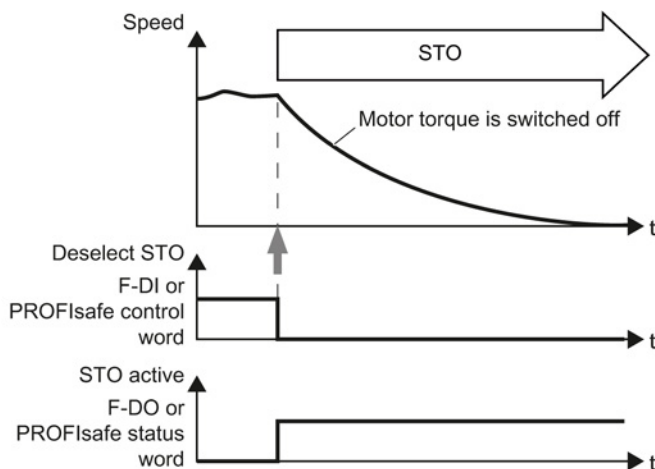 Speed
STO
Motor torque is switched off
t
Deselect STO
F-DI or
PROFIsafe control
word
t
STO active
F-DO or
PROFIsafe status
word
t